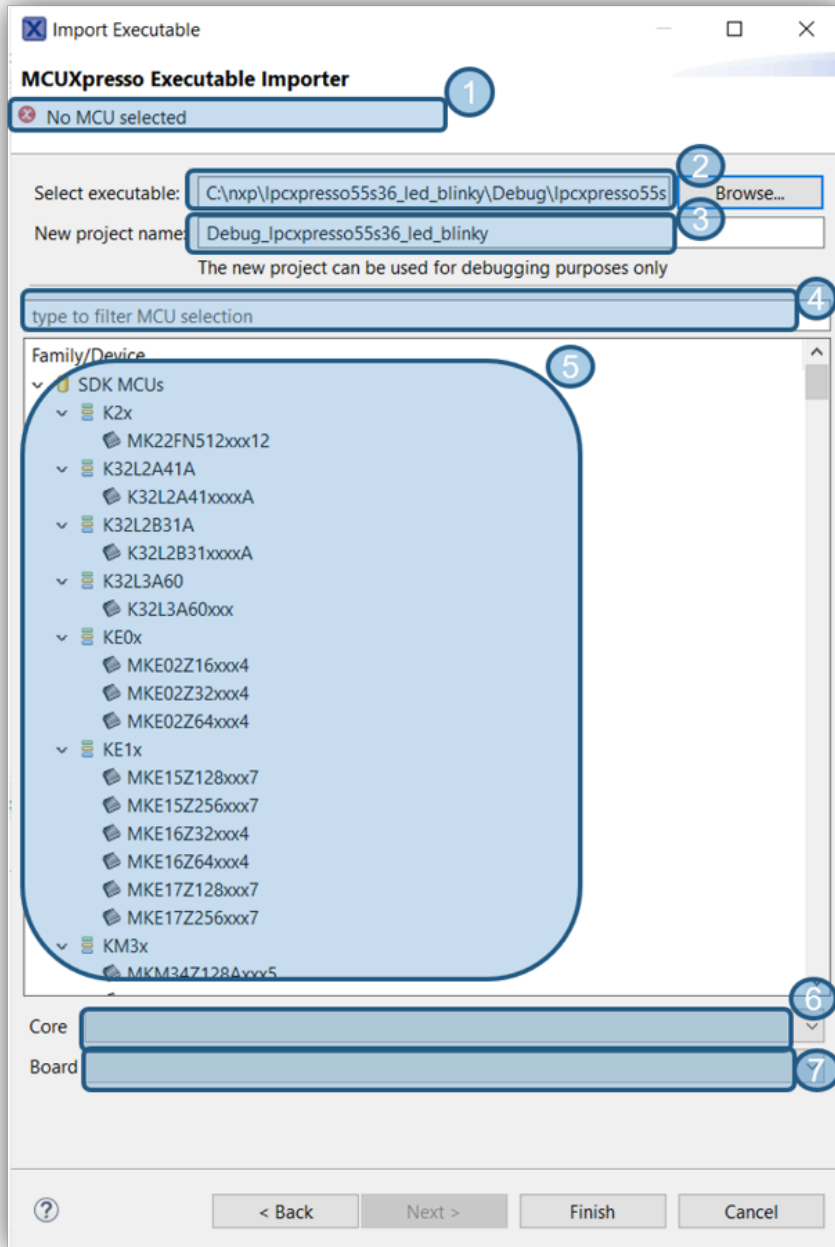 Import Executable
MCUXpresso Executable Importer
1
No MCU selected
2
Select executable: C:\nxp\lpcxpresso55s36_led_blinky\Debug\lpcxpresso55s Browse...
3
New project name: Debug_lpcxpresso55s36_led_blinky
The new project can be used for debugging purposes only
4
type to filter MCU selection
Family/Device
5
SDK MCUs
K2x
MK22FN512xxx12
K32L2A41A
K32L2A41xxxxA
K32L2B31A
K32L2B31xxxxA
K32L3A60
K32L3A60xxx
KE0x
MKE02Z16xxx4
MKE02Z32xxx4
MKE02Z64xxx4
KE1x
MKE15Z128xxx7
MKE15Z256xxx7
MKE16Z32xxx4
MKE16Z64xxx4
MKE17Z128xxx7
MKE17Z256xxx7
KM3x
MKM34Z128Axxx5
6
Core
Board
7
? < Back Next > Finish Cancel